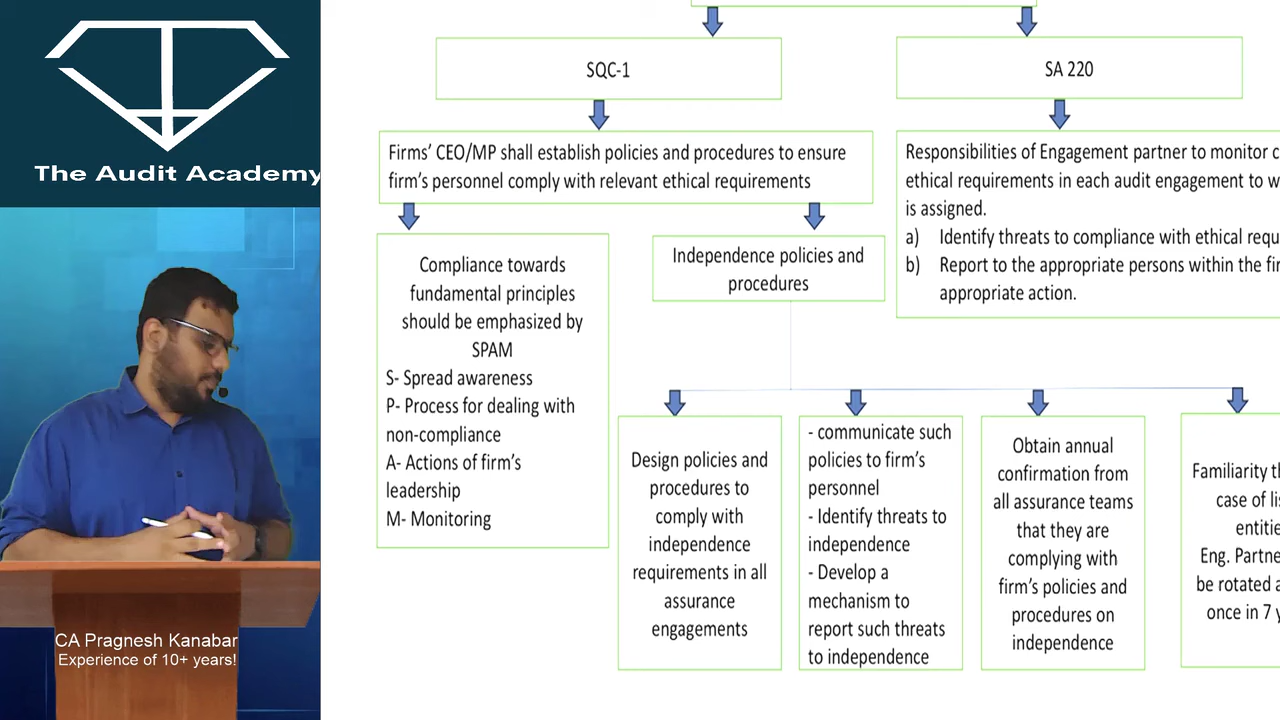 The Audit Academy
CA Pragnesh Kanabar
Experience of 10+ years!
SQC-1
SA 220
Firms’ CEO/MP shall establish policies and procedures to ensure
firm’s personnel comply with relevant ethical requirements
Responsibilities of Engagement partner to monitor
ethical requirements in each audit engagement to
is assigned.
a) Identify threats to compliance with ethical
b) Report to the appropriate persons within the
appropriate action.
Compliance towards
fundamental principles
should be emphasized by
SPAM
S- Spread awareness
P- Process for dealing with
non-compliance
A- Actions of firm’s
leadership
M- Monitoring
Independence policies and
procedures
Design policies and
procedures to
comply with
independence
requirements in all
assurance
engagements
- communicate such
policies to firm’s
personnel
- Identify threats to
independence
- Develop a
mechanism to
report such threats
to independence
Obtain annual
confirmation from
all assurance teams
that they are
complying with
firm’s policies and
procedures on
independence
Familiarity
case of
Eng.
be rotated
once in 7